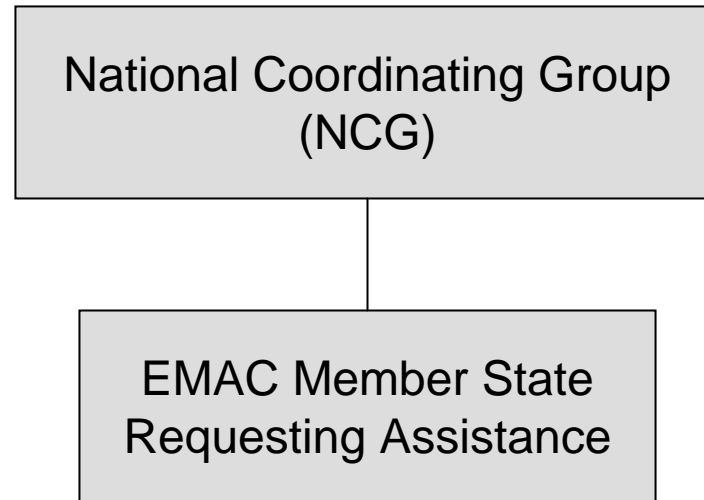 National Coordinating Group
(NCG)
EMAC Member State
Requesting Assistance